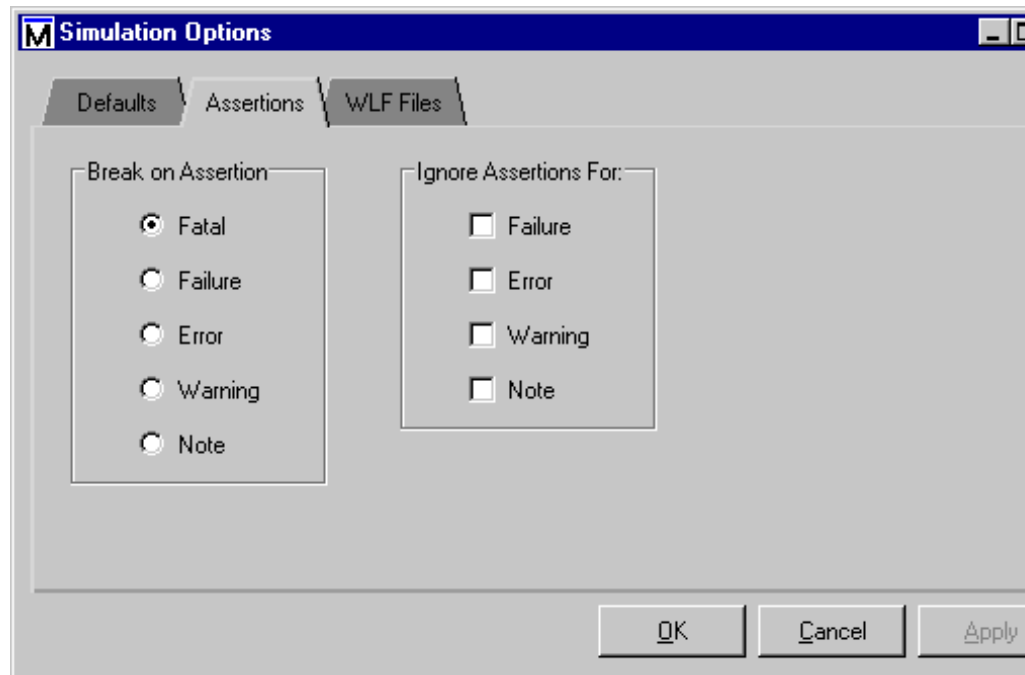 M Simulation Options
Defaults Assertions WLF Files
Break on Assertion
Fatal
Failure
Error
Warning
Note
Ignore Assertions For:
Failure
Error
Warning
Note
OK Cancel Apply